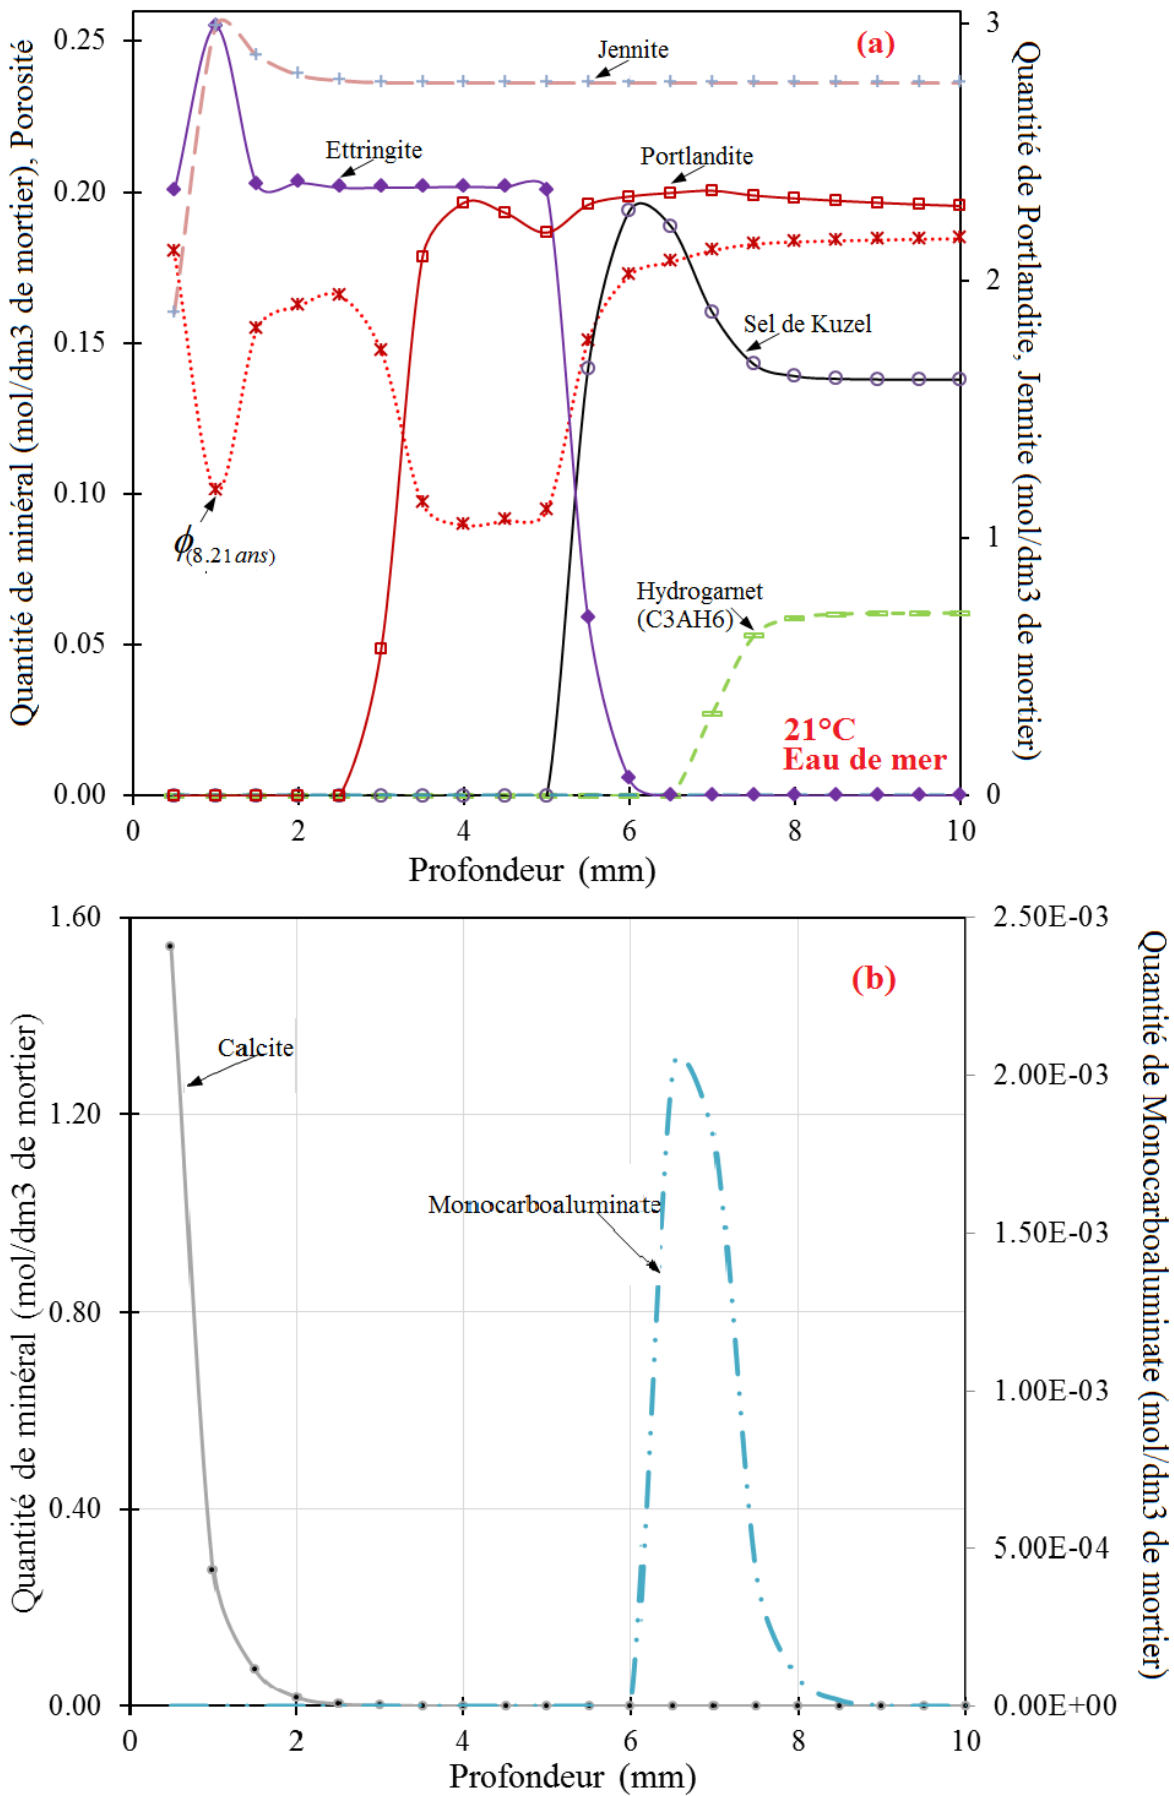 (a)
Quantité de minéral (mol/dm3 de mortier), Porosité
0.25
0.20
0.15
0.10
0.05
0.00
3
2
1
0
Quantité de Portlandite, Jennite (mol/dm3 de mortier)
Jennite
Ettringite
Portlandite
Sel de Kuzel
ϕ(8.21ans)
Hydrogarnet
(C3AH6)
21°C
Eau de mer
0 2 4 6 8 10
Profondeur (mm)
(b)
Quantité de minéral (mol/dm3 de mortier)
1.60
1.20
0.80
0.40
0.00
2.50E-03
2.00E-03
1.50E-03
1.00E-03
5.00E-04
0.00E+00
Quantité de Monocarboaluminate (mol/dm3 de mortier)
Calcite
Monocarboaluminate
0 2 4 6 8 10
Profondeur (mm)